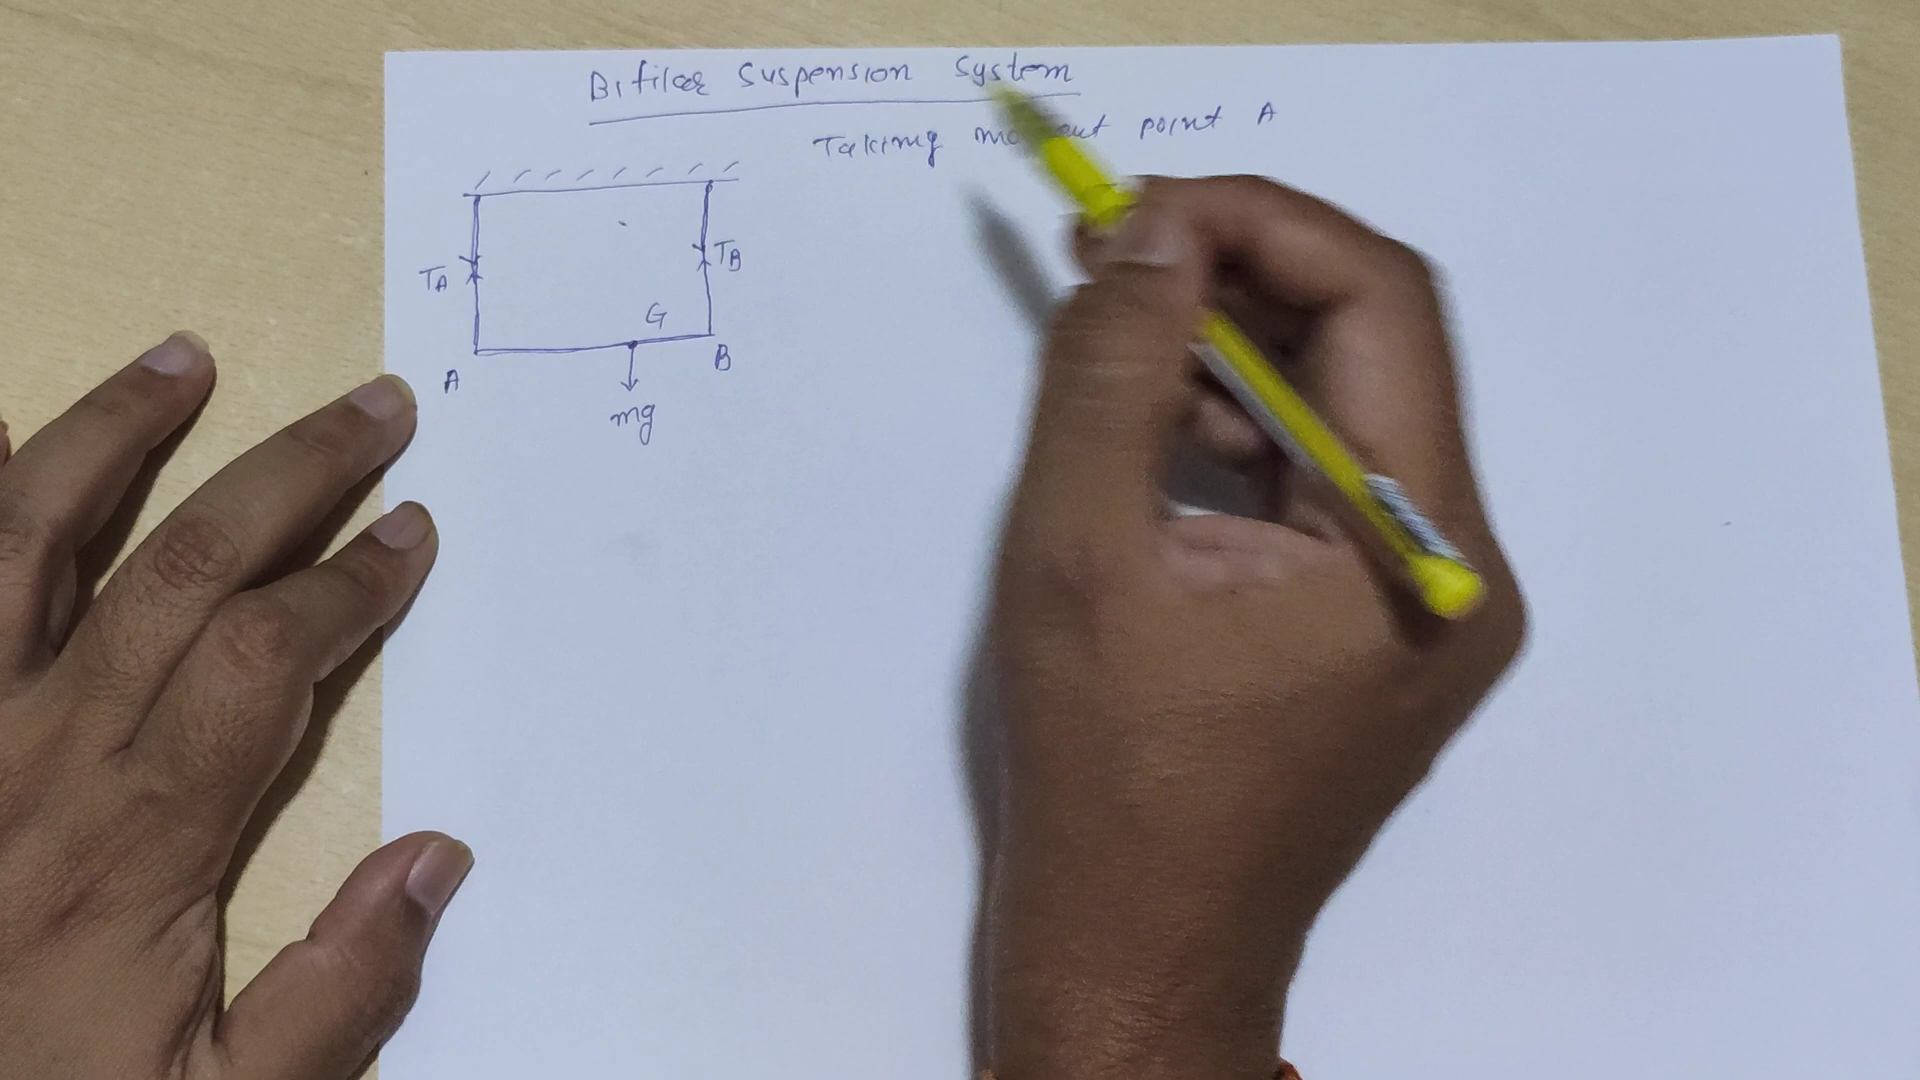 Bifilar Suspension System
Taking point A
TA
TB
G
A
B
mg